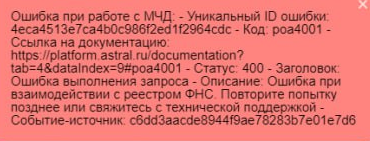 Ошибка при работе с МЧД: - Уникальный ID ошибки:
4eca4513e7ca4b0c986f2ed1f2964cdc - Код: poa4001 -
Ссылка на документацию:
https://platform.astral.ru/documentation?
tab=4&dataIndex=9#poa4001 - Статус: 400 - Заголовок:
Ошибка выполнения запроса - Описание: Ошибка при
взаимодействии с реестром ФНС. Повторите попытку
позднее или свяжитесь с технической поддержкой -
Событие-источник: c6dd3aacde8944f9ae78283b7e01e7d6